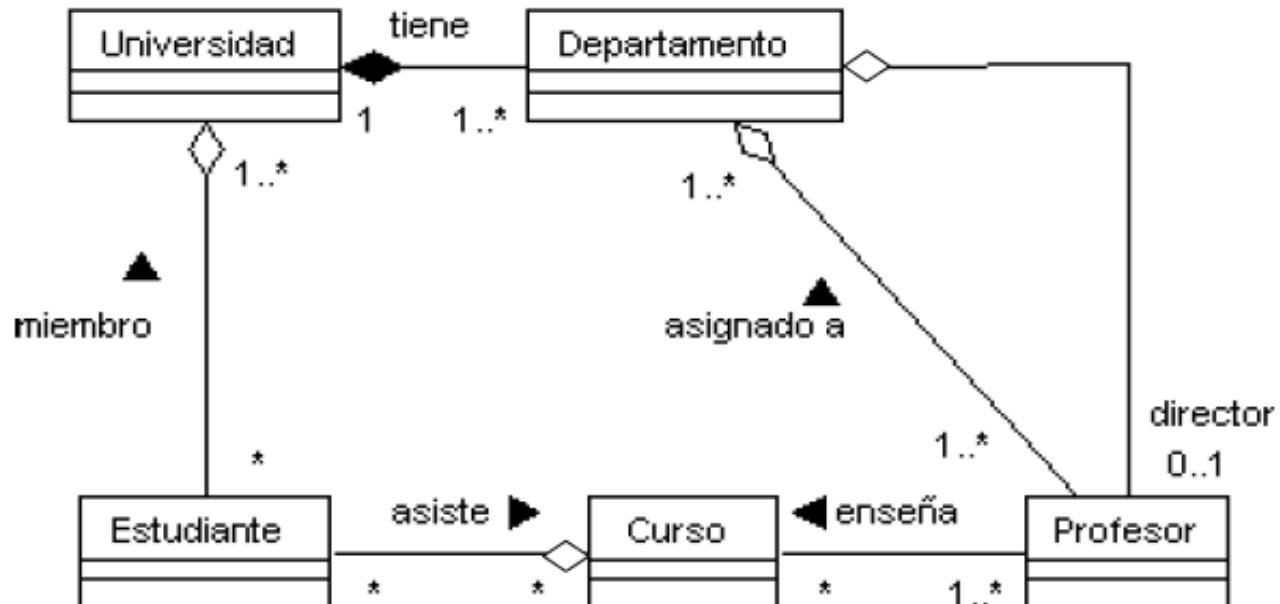 tiene
Universidad
Departamento
1
1..*
1..*
1..*
miembro
asignado a
director
1..*
0..1
*
asiste
enseña
Estudiante
Curso
Profesor
*
*
*
1..*